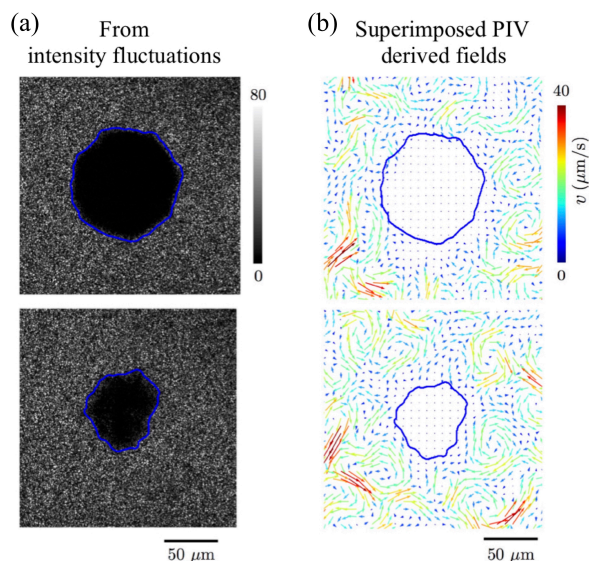 (a)
From
intensity fluctuations
80
0
50 μm
(b)
Superimposed PIV
derived fields
40
v (μm/s)
0
50 μm